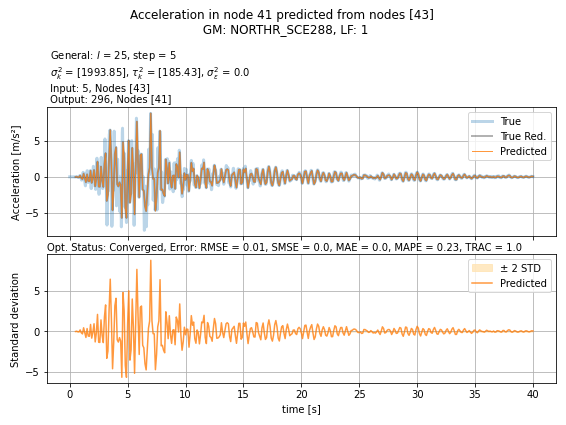 Acceleration in node 41 predicted from nodes [43]
GM: NORTHR_SCE288, LF: 1
General: l = 25, step = 5
σ²ₖ = [1993.85], τ²ₖ = [185.43], σ²ε = 0.0
Input: 5, Nodes [43]
Output: 296, Nodes [41]
Acceleration [m/s²]
5
0
−5
True
True Red.
Predicted
Opt. Status: Converged, Error: RMSE = 0.01, SMSE = 0.0, MAE = 0.0, MAPE = 0.23, TRAC = 1.0
Standard deviation
5
0
−5
± 2 STD
Predicted
0 5 10 15 20 25 30 35 40
time [s]